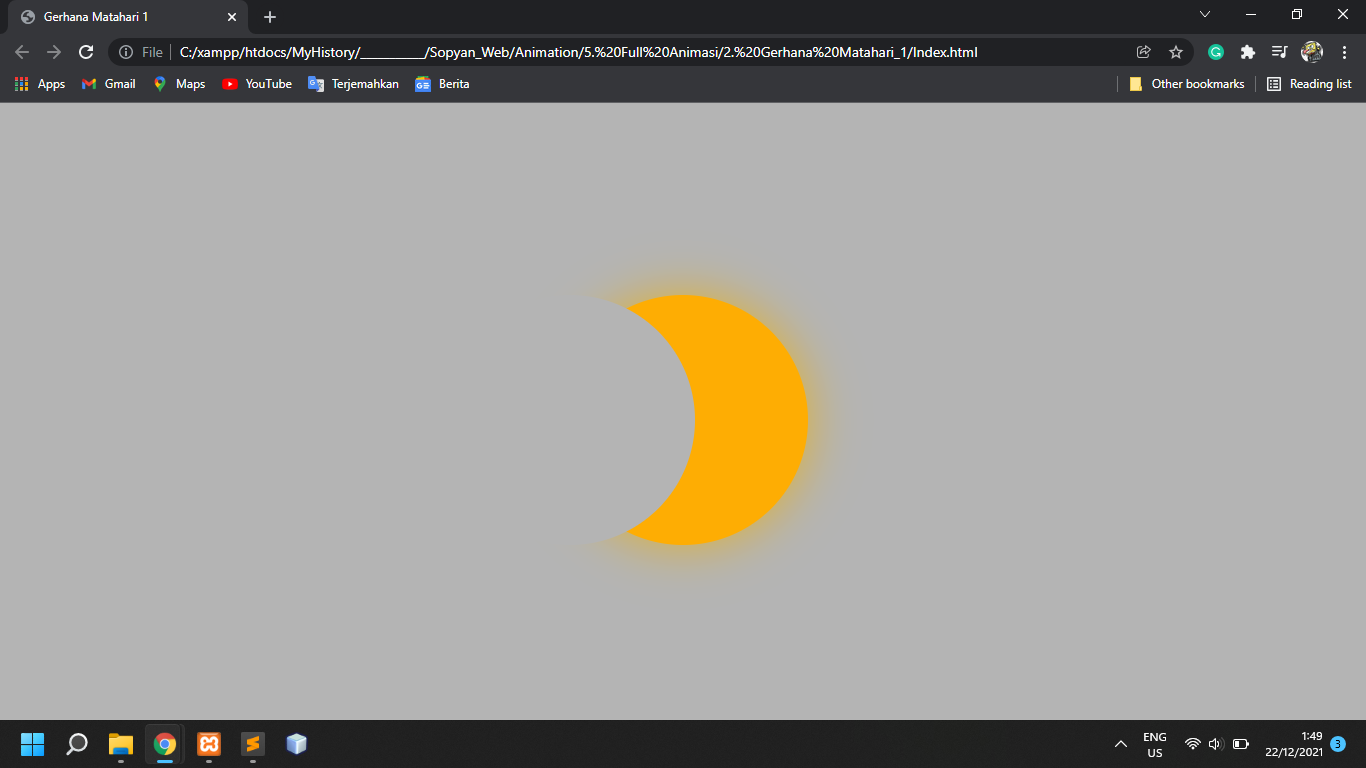 Gerhana Matahari 1
File C:/xampp/htdocs/MyHistory/__________/Sopyan_Web/Animation/5.%20Full%20Animasi/2.%20Gerhana%20Matahari_1/Index.html
Apps Gmail Maps YouTube Terjemahkan Berita Other bookmarks Reading list
ENG 1:49
US 22/12/2021 3